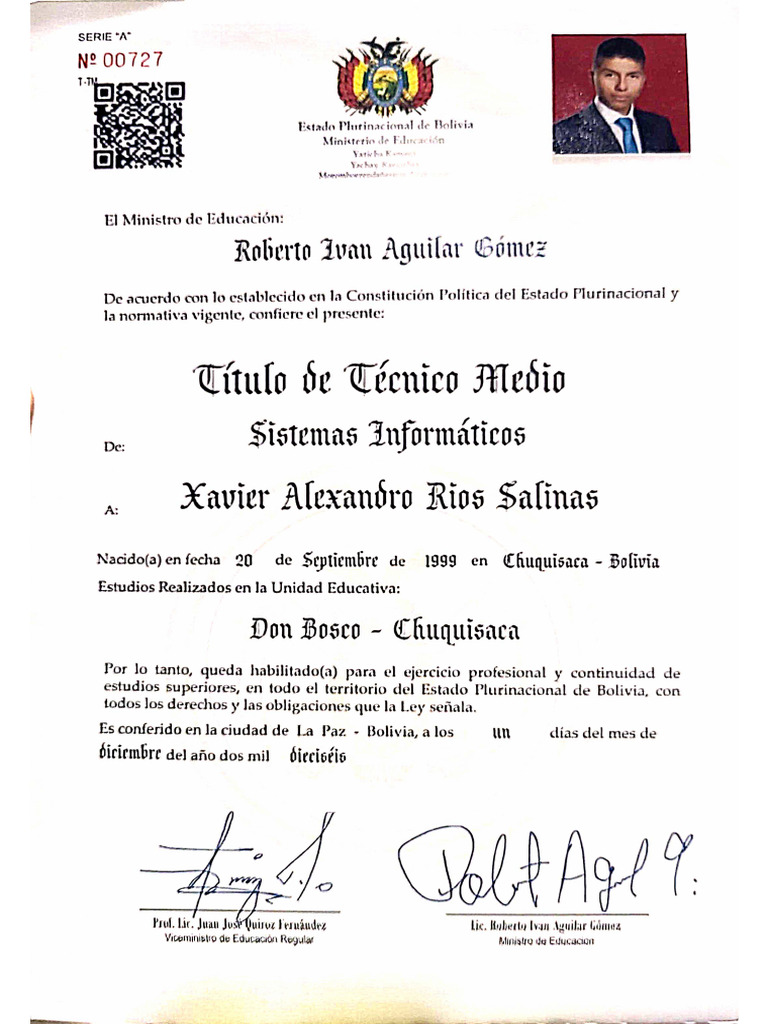 SERIE "A"
Nº 00727
T-TM
Estado Plurinacional de Bolivia
Ministerio de Educación
El Ministro de Educación:
Roberto Ivan Aguilar Gómez
De acuerdo con lo establecido en la Constitución Política del Estado Plurinacional y
la normativa vigente, confiere el presente:
Título de Técnico Medio
De: Sistemas Informáticos
A: Xavier Alexandro Rios Salinas
Nacido(a) en fecha 20 de Septiembre de 1999 en Chuquisaca - Bolivia
Estudios Realizados en la Unidad Educativa:
Don Bosco - Chuquisaca
Por lo tanto, queda habilitado(a) para el ejercicio profesional y continuidad de
estudios superiores, en todo el territorio del Estado Plurinacional de Bolivia, con
todos los derechos y las obligaciones que la Ley señala.
Es conferido en la ciudad de La Paz - Bolivia, a los un días del mes de
diciembre del año dos mil dieciséis
Prof. Lic. Juan José Quiroz Fernández
Viceministro de Educación Regular
Lic. Roberto Ivan Aguilar Gómez
Ministro de Educación